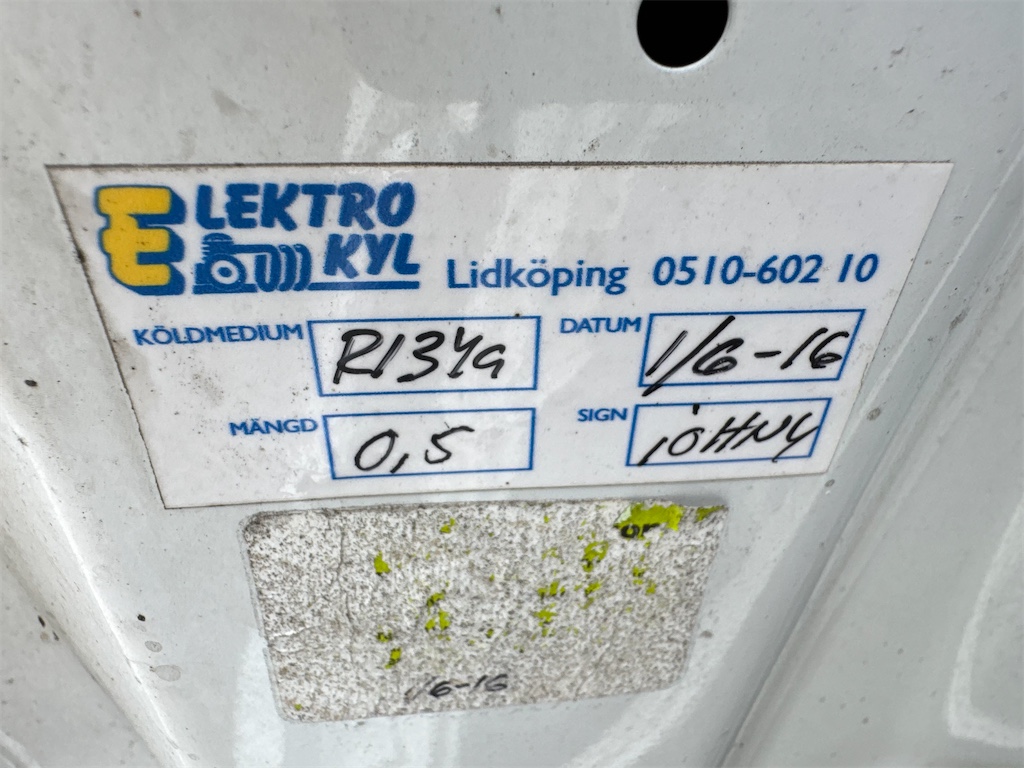 ELEKTRO
KYL Lidköping 0510-602 10
KÖLDMEDIUM R134a DATUM 1/6-16
MÄNGD 0,5 SIGN
1/6-16